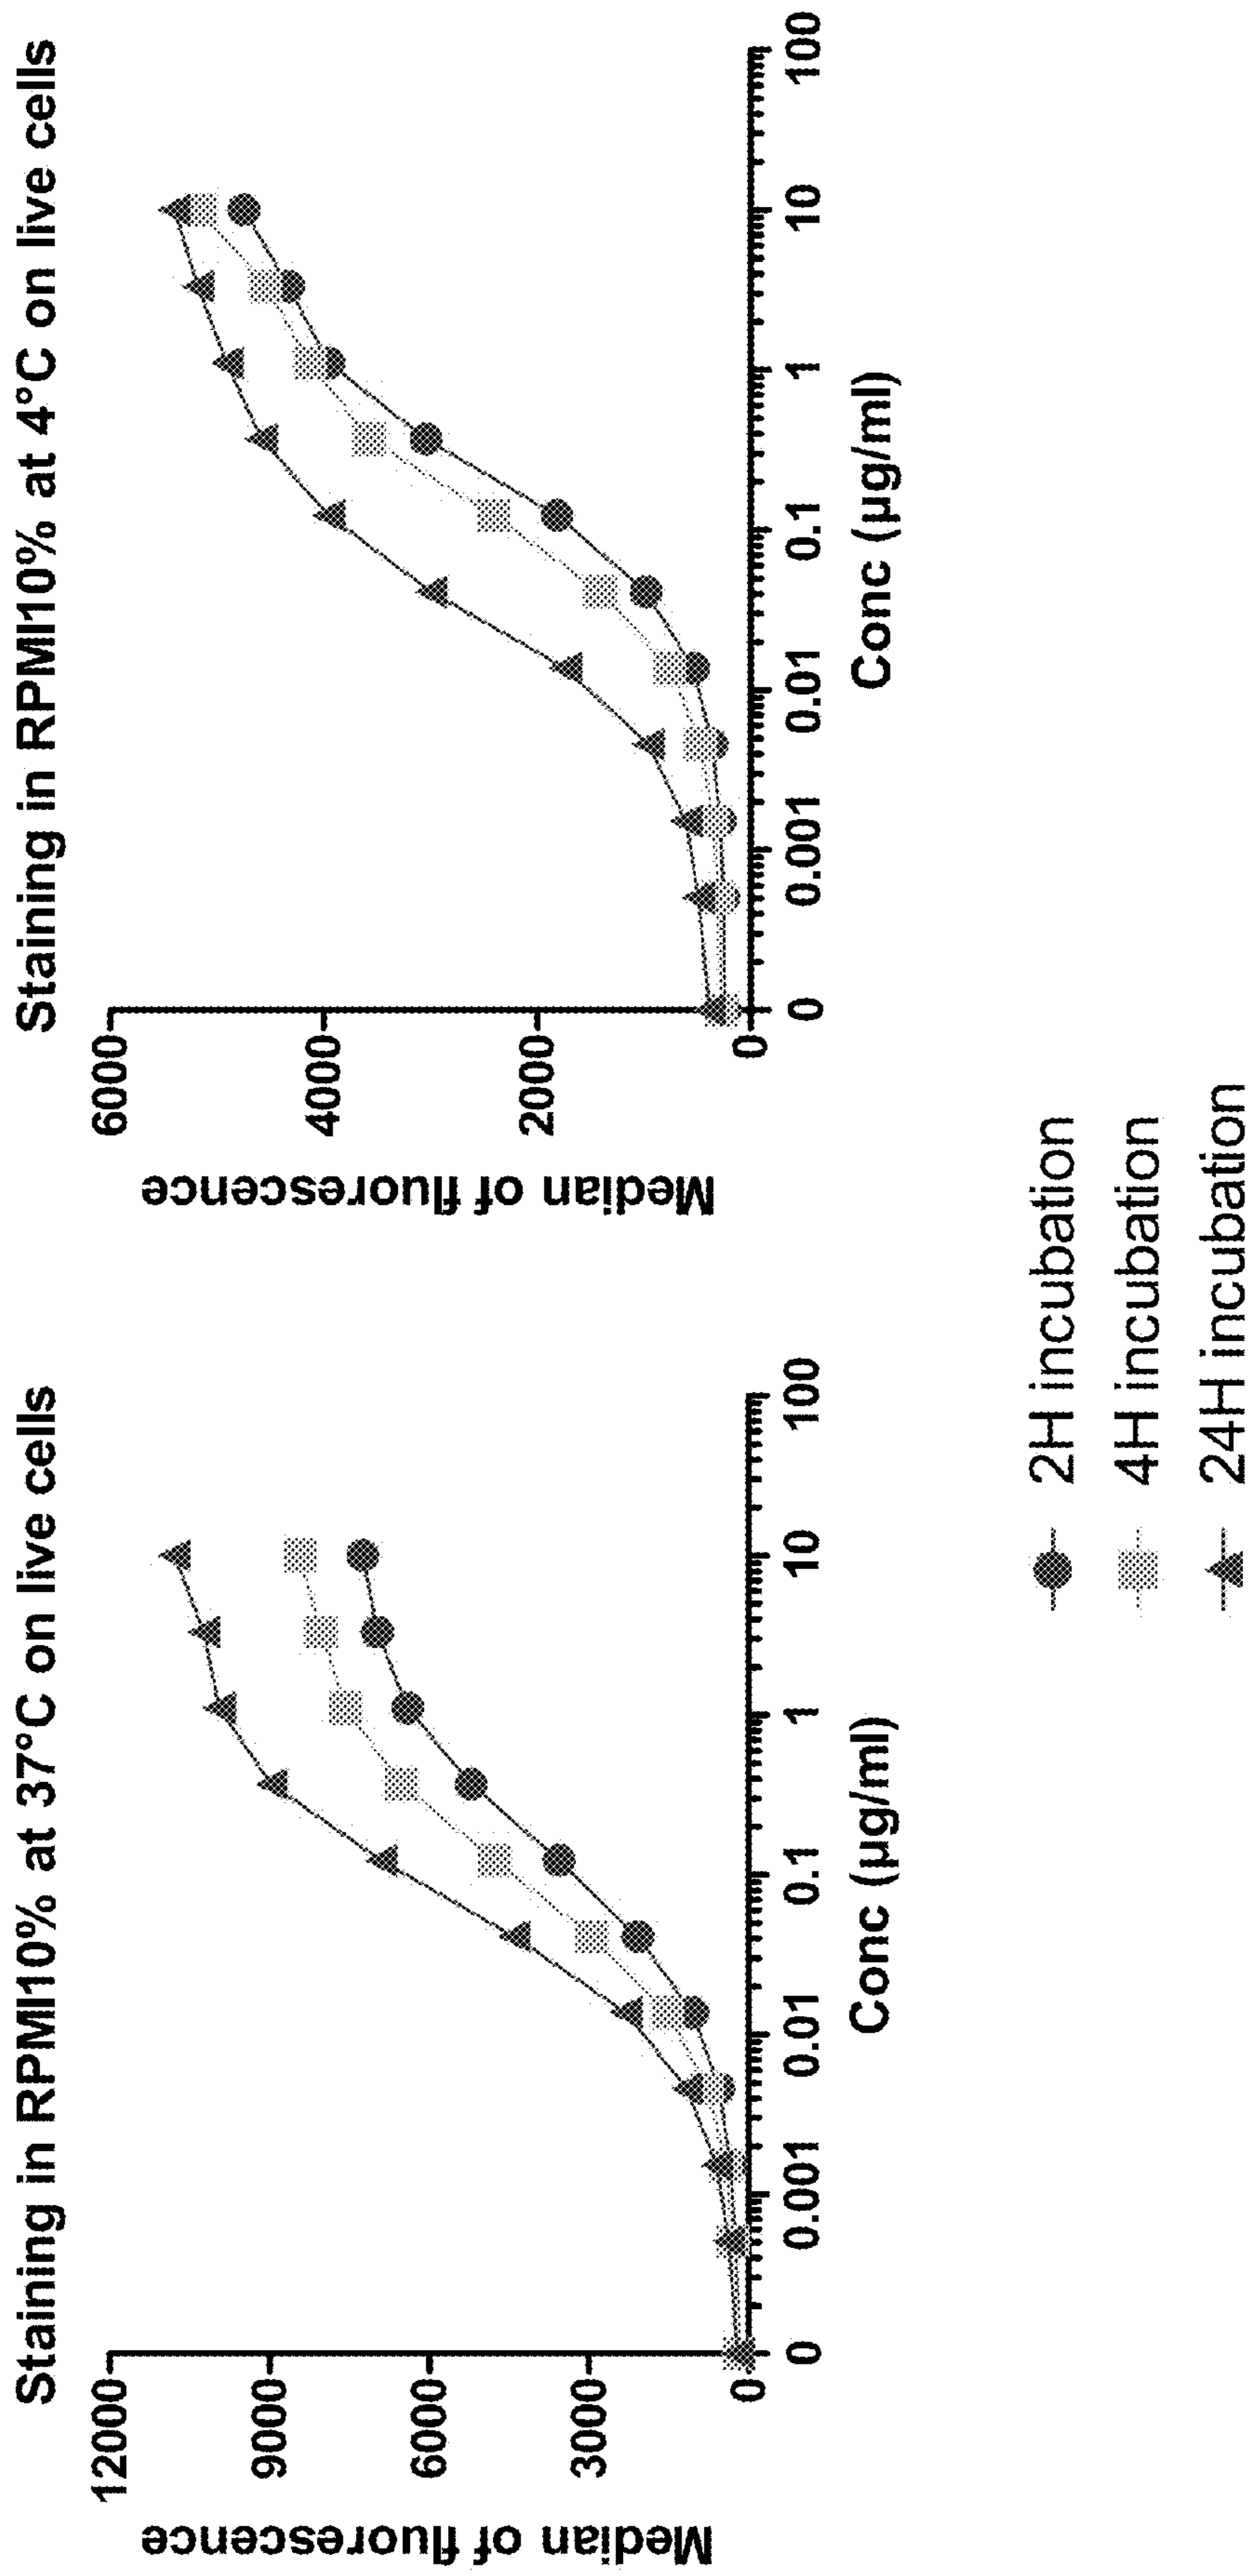 Staining in RPMI10% at 37°C on live cells
Median of fluorescence
12000
9000
6000
3000
0
0 0.001 0.01 0.1 1 10 100
Conc (µg/ml)
Staining in RPMI10% at 4°C on live cells
Median of fluorescence
6000
4000
2000
0
0 0.001 0.01 0.1 1 10 100
Conc (µg/ml)
2H incubation
4H incubation
24H incubation